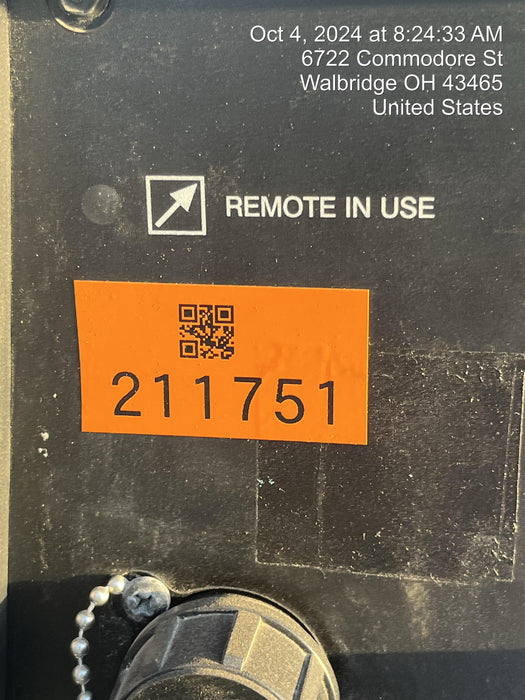 Oct 4, 2024 at 8:24:33 AM
6722 Commodore St
Walbridge OH 43465
United States
REMOTE IN USE
211751